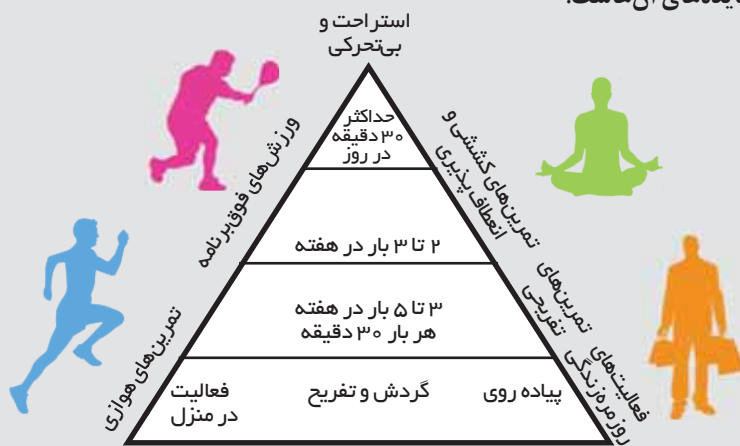 استراحت و
بی‌تحرکی
حداکثر
۳۰ دقیقه
در روز
ورزش‌های فوق‌برنامه
تمرین‌های کششی و
انعطاف پذیری
۲ تا ۳ بار در هفته
تمرین‌های هوازی
۳ تا ۵ بار در هفته
هر بار ۳۰ دقیقه
تمرین‌های
تفریحی
فعالیت‌های
روزمره‌زندگی
پیاده روی
گردش و تفریح
فعالیت
در منزل